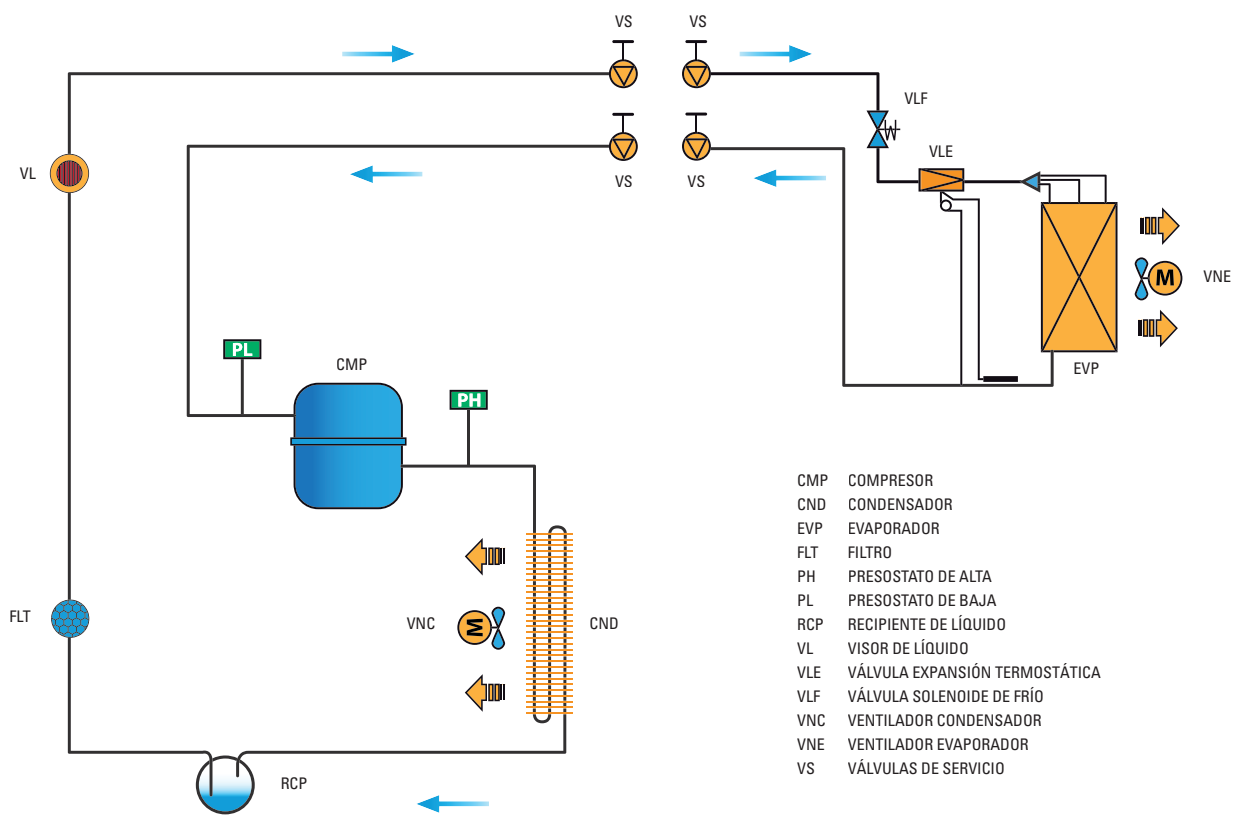 VS
VS
VLF
VL
VLE
VS
VS
M
VNE
PL
CMP
EVP
PH
FLT
VNC
M
CND
RCP
CMP COMPRESOR
CND CONDENSADOR
EVP EVAPORADOR
FLT FILTRO
PH PRESOSTATO DE ALTA
PL PRESOSTATO DE BAJA
RCP RECIPIENTE DE LÍQUIDO
VL VISOR DE LÍQUIDO
VLE VÁLVULA EXPANSIÓN TERMOSTÁTICA
VLF VÁLVULA SOLENOIDE DE FRÍO
VNC VENTILADOR CONDENSADOR
VNE VENTILADOR EVAPORADOR
VS VÁLVULAS DE SERVICIO